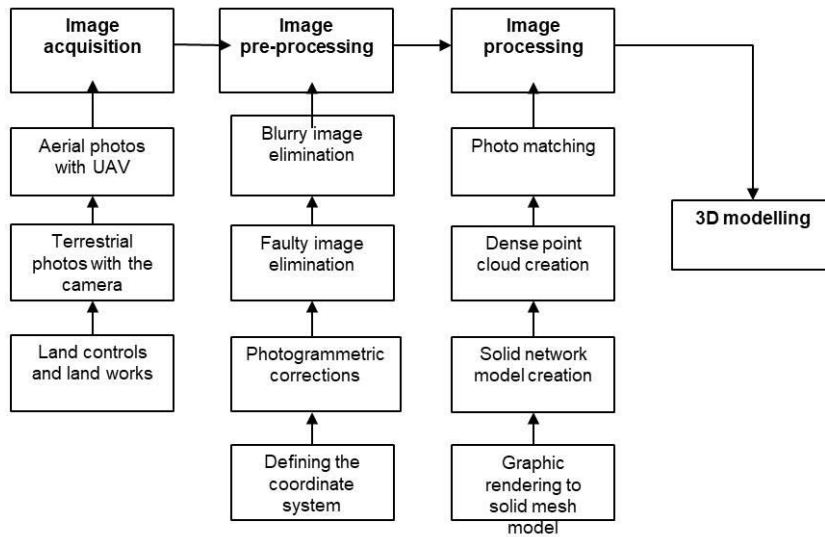 Image
acquisition
Image
pre-processing
Image
processing
Aerial photos
with UAV
Blurry image
elimination
Photo matching
3D modelling
Terrestrial
photos with the
camera
Faulty image
elimination
Dense point
cloud creation
Land controls
and land works
Photogrammetric
corrections
Solid network
model creation
Defining the
coordinate
system
Graphic
rendering to
solid mesh
model